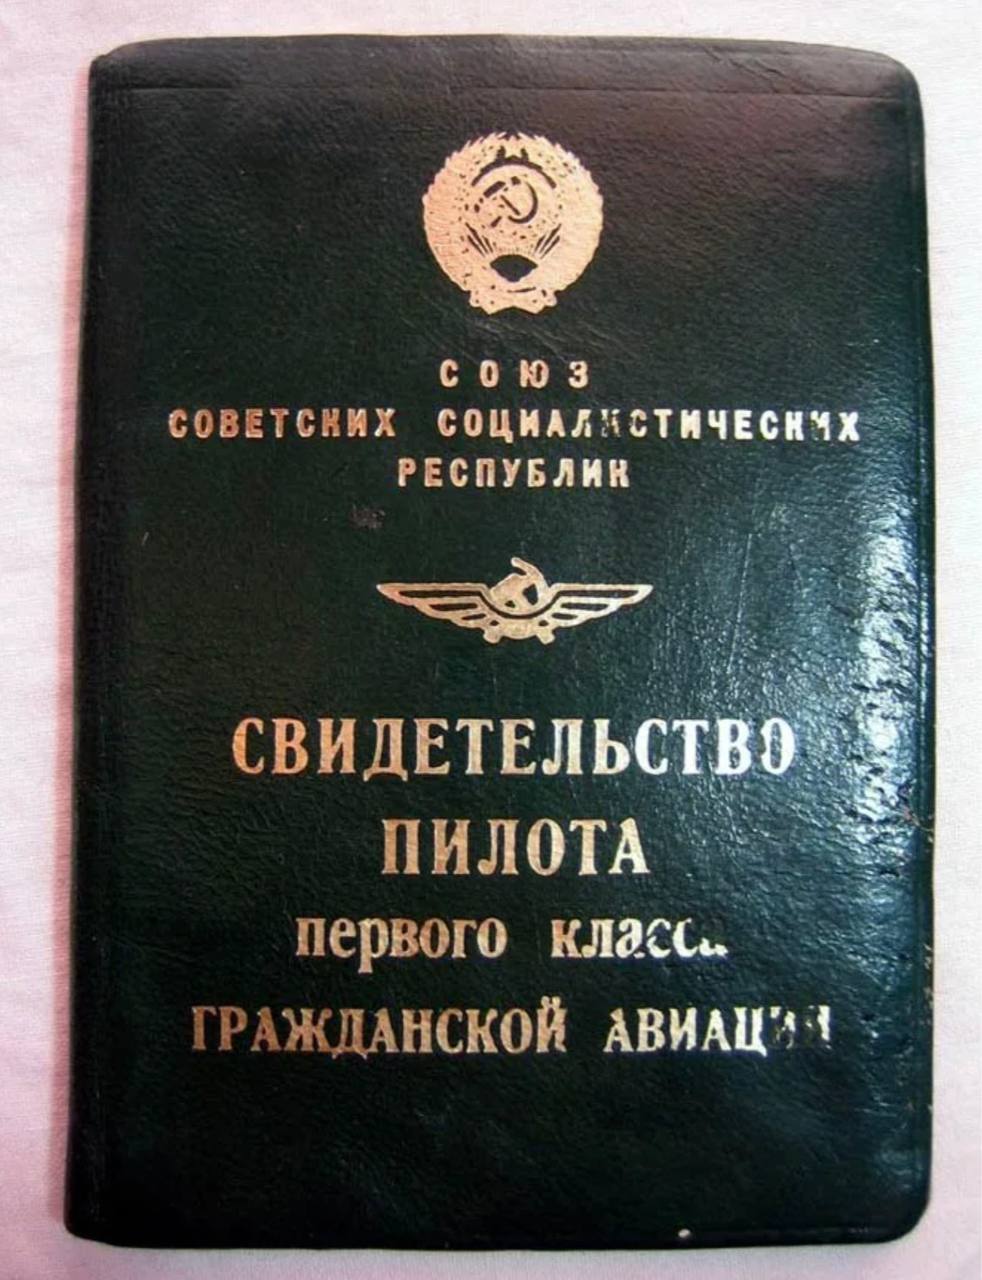 СОЮЗ
СОВЕТСКИХ СОЦИАЛИСТИЧЕСКИХ
РЕСПУБЛИК
СВИДЕТЕЛЬСТВО
ПИЛОТА
первого класса
ГРАЖДАНСКОЙ АВИАЦИИ